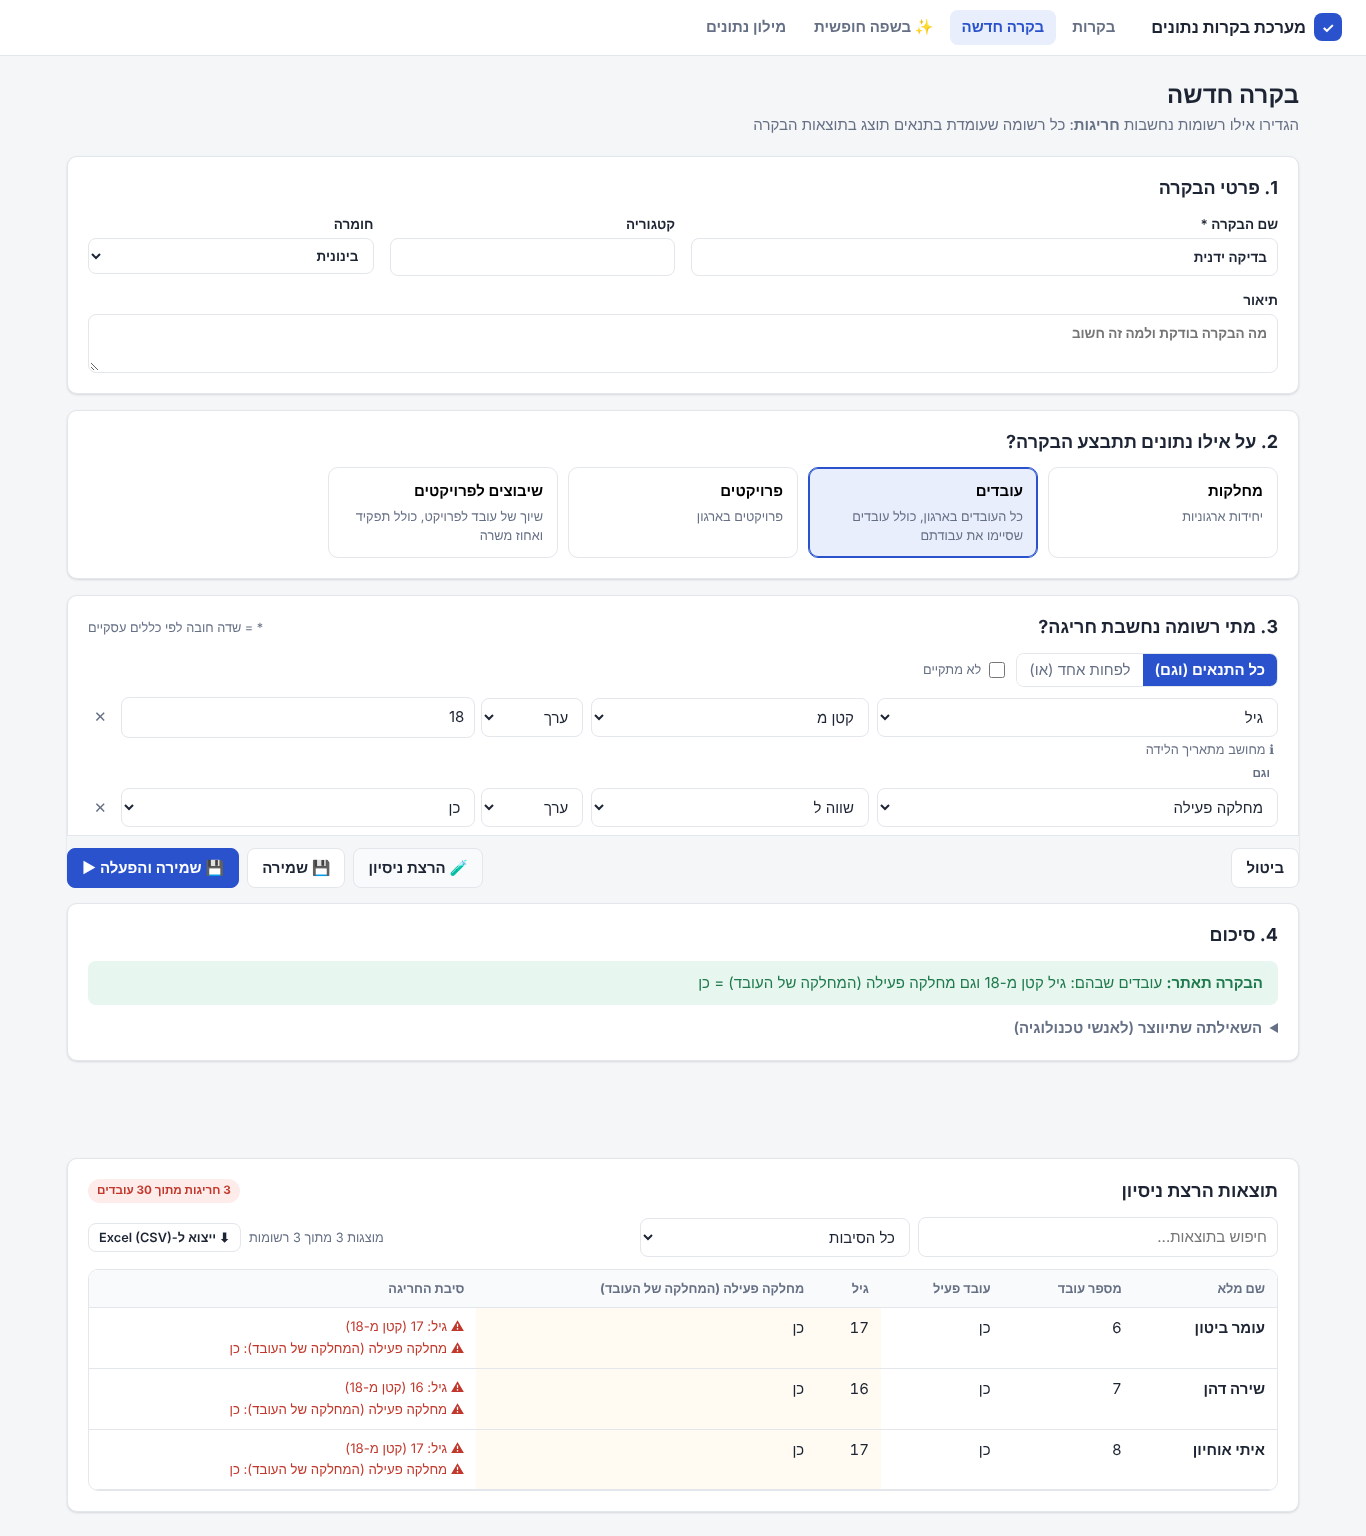 מערכת בקרות נתונים
בקרות
בקרה חדשה
✨ בשפה חופשית
מילון נתונים
בקרה חדשה
הגדירו אילו רשומות נחשבות חריגות: כל רשומה שעומדת בתנאים תוצג בתוצאות הבקרה
1. פרטי הבקרה
שם הבקרה *
קטגוריה
חומרה
בדיקה ידנית
בינונית
תיאור
מה הבקרה בודקת ולמה זה חשוב
2. על אילו נתונים תתבצע הבקרה?
מחלקות
יחידות ארגוניות
עובדים
כל העובדים בארגון, כולל עובדים
שסיימו את עבודתם
פרויקטים
פרויקטים בארגון
שיבוצים לפרויקטים
שיוך של עובד לפרויקט, כולל תפקיד
ואחוז משרה
3. מתי רשומה נחשבת חריגה?
* = שדה חובה לפי כללים עסקיים
כל התנאים (וגם)
לפחות אחד (או)
לא מתקיים
גיל
קטן מ
ערך
18
✕
ℹ מחושב מתאריך הלידה
וגם
מחלקה פעילה
שווה ל
ערך
כן
✕
ביטול
🧪 הרצת ניסיון
💾 שמירה
💾 שמירה והפעלה ▶
4. סיכום
הבקרה תאתר: עובדים שבהם: גיל קטן מ-18 וגם מחלקה פעילה (המחלקה של העובד) = כן
השאילתה שתיווצר (לאנשי טכנולוגיה)
תוצאות הרצת ניסיון
3 חריגות מתוך 30 עובדים
חיפוש בתוצאות...
כל הסיבות
מוצגות 3 מתוך 3 רשומות
⬇ ייצוא ל-Excel (CSV)
שם מלא
מספר עובד
עובד פעיל
גיל
מחלקה פעילה (המחלקה של העובד)
סיבת החריגה
עומר ביטון
6
כן
17
כן
⚠ גיל: 17 (קטן מ-18)
⚠ מחלקה פעילה (המחלקה של העובד): כן
שירה דהן
7
כן
16
כן
⚠ גיל: 16 (קטן מ-18)
⚠ מחלקה פעילה (המחלקה של העובד): כן
איתי אוחיון
8
כן
17
כן
⚠ גיל: 17 (קטן מ-18)
⚠ מחלקה פעילה (המחלקה של העובד): כן